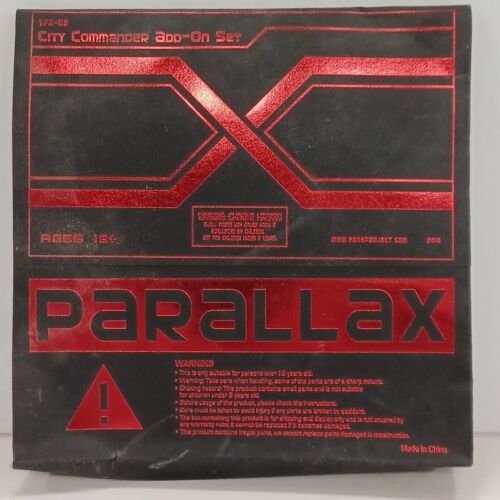 TFX-02
City Commander Add-On Set
AGES 15+
WARNING: CHOKING HAZARD
SMALL PARTS MAY CAUSE HARM IF
SWALLOWED BY CHILDREN
NOT FOR CHILDREN UNDER 3 YEARS.
WWW.FANSPROJECT.COM 2010
PARALLAX
WARNING
• This is only suitable for persons over 15 years old.
• Warning: Take care when handling, some of the parts are of a sharp nature.
• Choking hazard: This product contains small parts and is not suitable
for children under 3 years old.
• Before usage of the product, please check the instructions.
• Care must be taken to avoid injury if any parts are broken by accident.
• The box containing this product is for shipping and display only and is not covered by
any warranty note; it cannot be replaced if it becomes damaged.
• This product contains fragile parts, we cannot replace parts damaged in construction.
Made in China